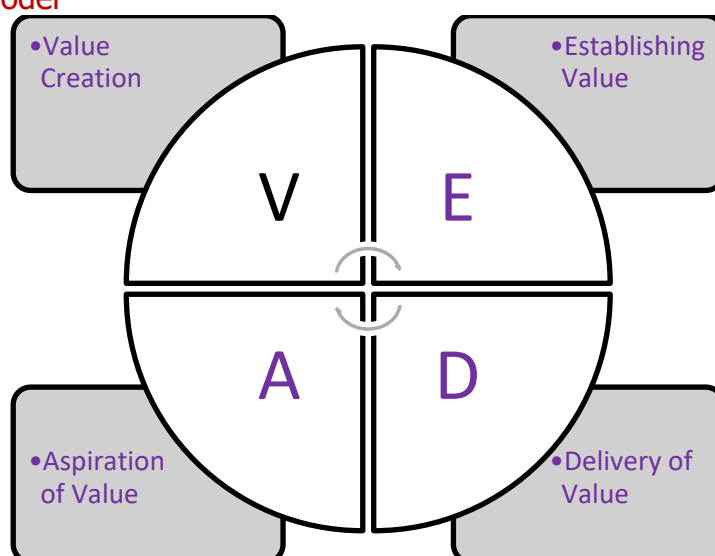 •Value
Creation
•Establishing
Value
V
E
A
D
•Aspiration
of Value
•Delivery of
Value